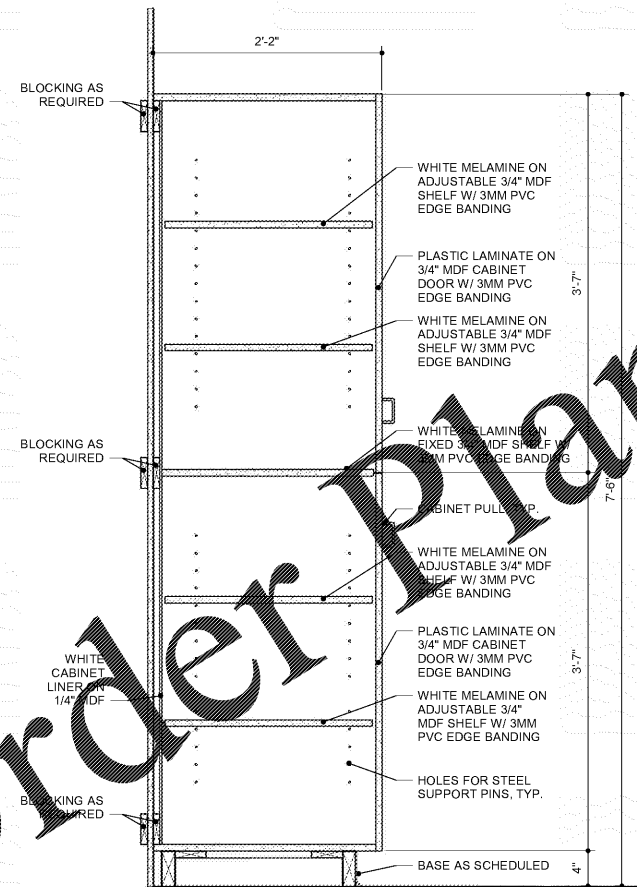 2'-2"
BLOCKING AS
REQUIRED
WHITE MELAMINE ON
ADJUSTABLE 3/4" MDF
SHELF W/ 3MM PVC
EDGE BANDING
PLASTIC LAMINATE ON
3/4" MDF CABINET
DOOR W/ 3MM PVC
EDGE BANDING
3'-7"
WHITE MELAMINE ON
ADJUSTABLE 3/4" MDF
SHELF W/ 3MM PVC
EDGE BANDING
BLOCKING AS
REQUIRED
WHITE MELAMINE ON
FIXED 3/4" MDF SHELF W/
3MM PVC EDGE BANDING
7'-6"
CABINET PULL, TYP.
WHITE MELAMINE ON
ADJUSTABLE 3/4" MDF
SHELF W/ 3MM PVC
EDGE BANDING
PLASTIC LAMINATE ON
3/4" MDF CABINET
DOOR W/ 3MM PVC
EDGE BANDING
3'-7"
WHITE
CABINET
LINER ON
1/4" MDF
WHITE MELAMINE ON
ADJUSTABLE 3/4"
MDF SHELF W/ 3MM
PVC EDGE BANDING
HOLES FOR STEEL
SUPPORT PINS, TYP.
BLOCKING AS
REQUIRED
BASE AS SCHEDULED
4"
rder Plan